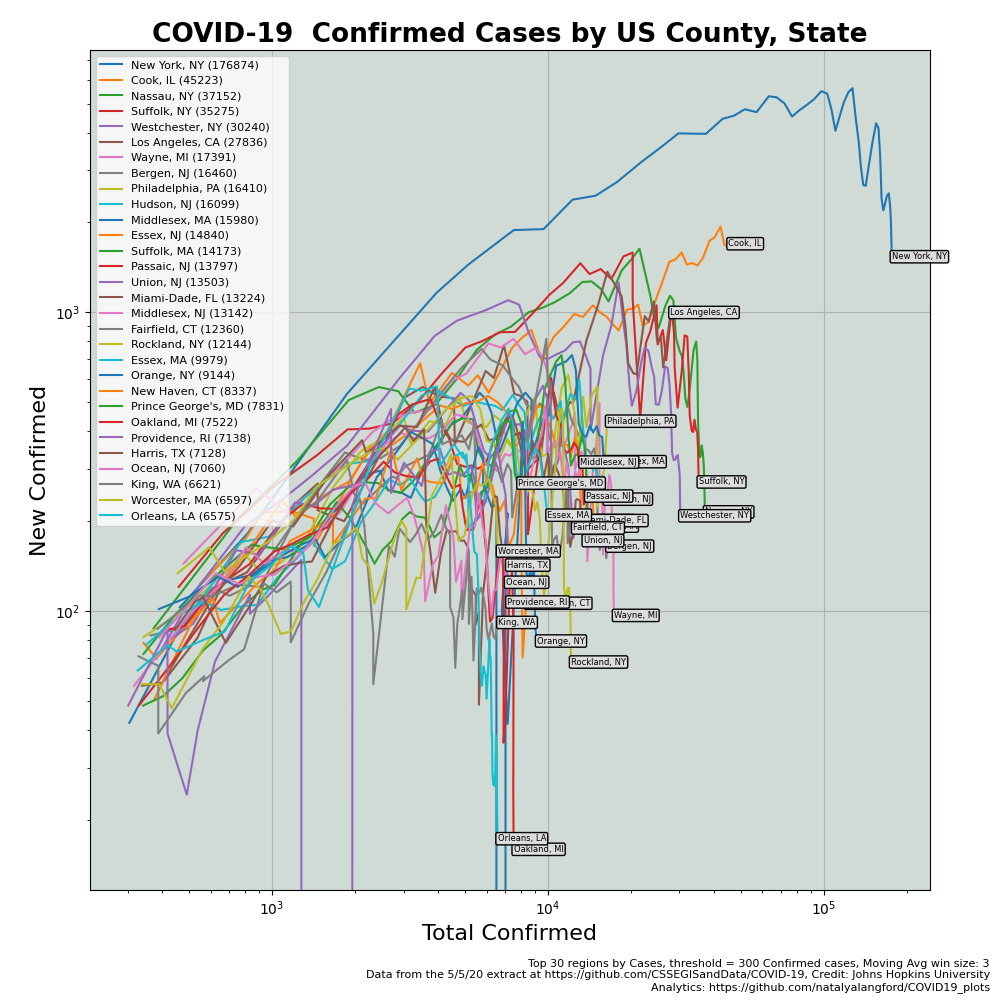 COVID-19  Confirmed Cases by US County, State
New York, NY (176874)
Cook, IL (45223)
Nassau, NY (37152)
Suffolk, NY (35275)
Westchester, NY (30240)
Los Angeles, CA (27836)
Wayne, MI (17391)
Bergen, NJ (16460)
Philadelphia, PA (16410)
Hudson, NJ (16099)
Middlesex, MA (15980)
Essex, NJ (14840)
Suffolk, MA (14173)
Passaic, NJ (13797)
Union, NJ (13503)
Miami-Dade, FL (13224)
Middlesex, NJ (13142)
Fairfield, CT (12360)
Rockland, NY (12144)
Essex, MA (9979)
Orange, NY (9144)
New Haven, CT (8337)
Prince George's, MD (7831)
Oakland, MI (7522)
Providence, RI (7138)
Harris, TX (7128)
Ocean, NJ (7060)
King, WA (6621)
Worcester, MA (6597)
Orleans, LA (6575)
Cook, IL
New York, NY
Los Angeles, CA
Philadelphia, PA
Middlesex, NJ
ex, MA
Prince George's, MD
Suffolk, NY
Passaic, NJ
NJ
Essex, MA
Westchester, NY
ami-Dade, FL
Fairfield, CT
Union, NJ
rgen, NJ
Worcester, MA
Harris, TX
Ocean, NJ
Providence, RI
n, CT
King, WA
Wayne, MI
Orange, NY
Rockland, NY
Orleans, LA
Oakland, MI
New Confirmed
10³
10²
10³
10⁴
10⁵
Total Confirmed
Top 30 regions by Cases, threshold = 300 Confirmed cases, Moving Avg win size: 3
Data from the 5/5/20 extract at https://github.com/CSSEGISandData/COVID-19, Credit: Johns Hopkins University
Analytics: https://github.com/natalyalangford/COVID19_plots